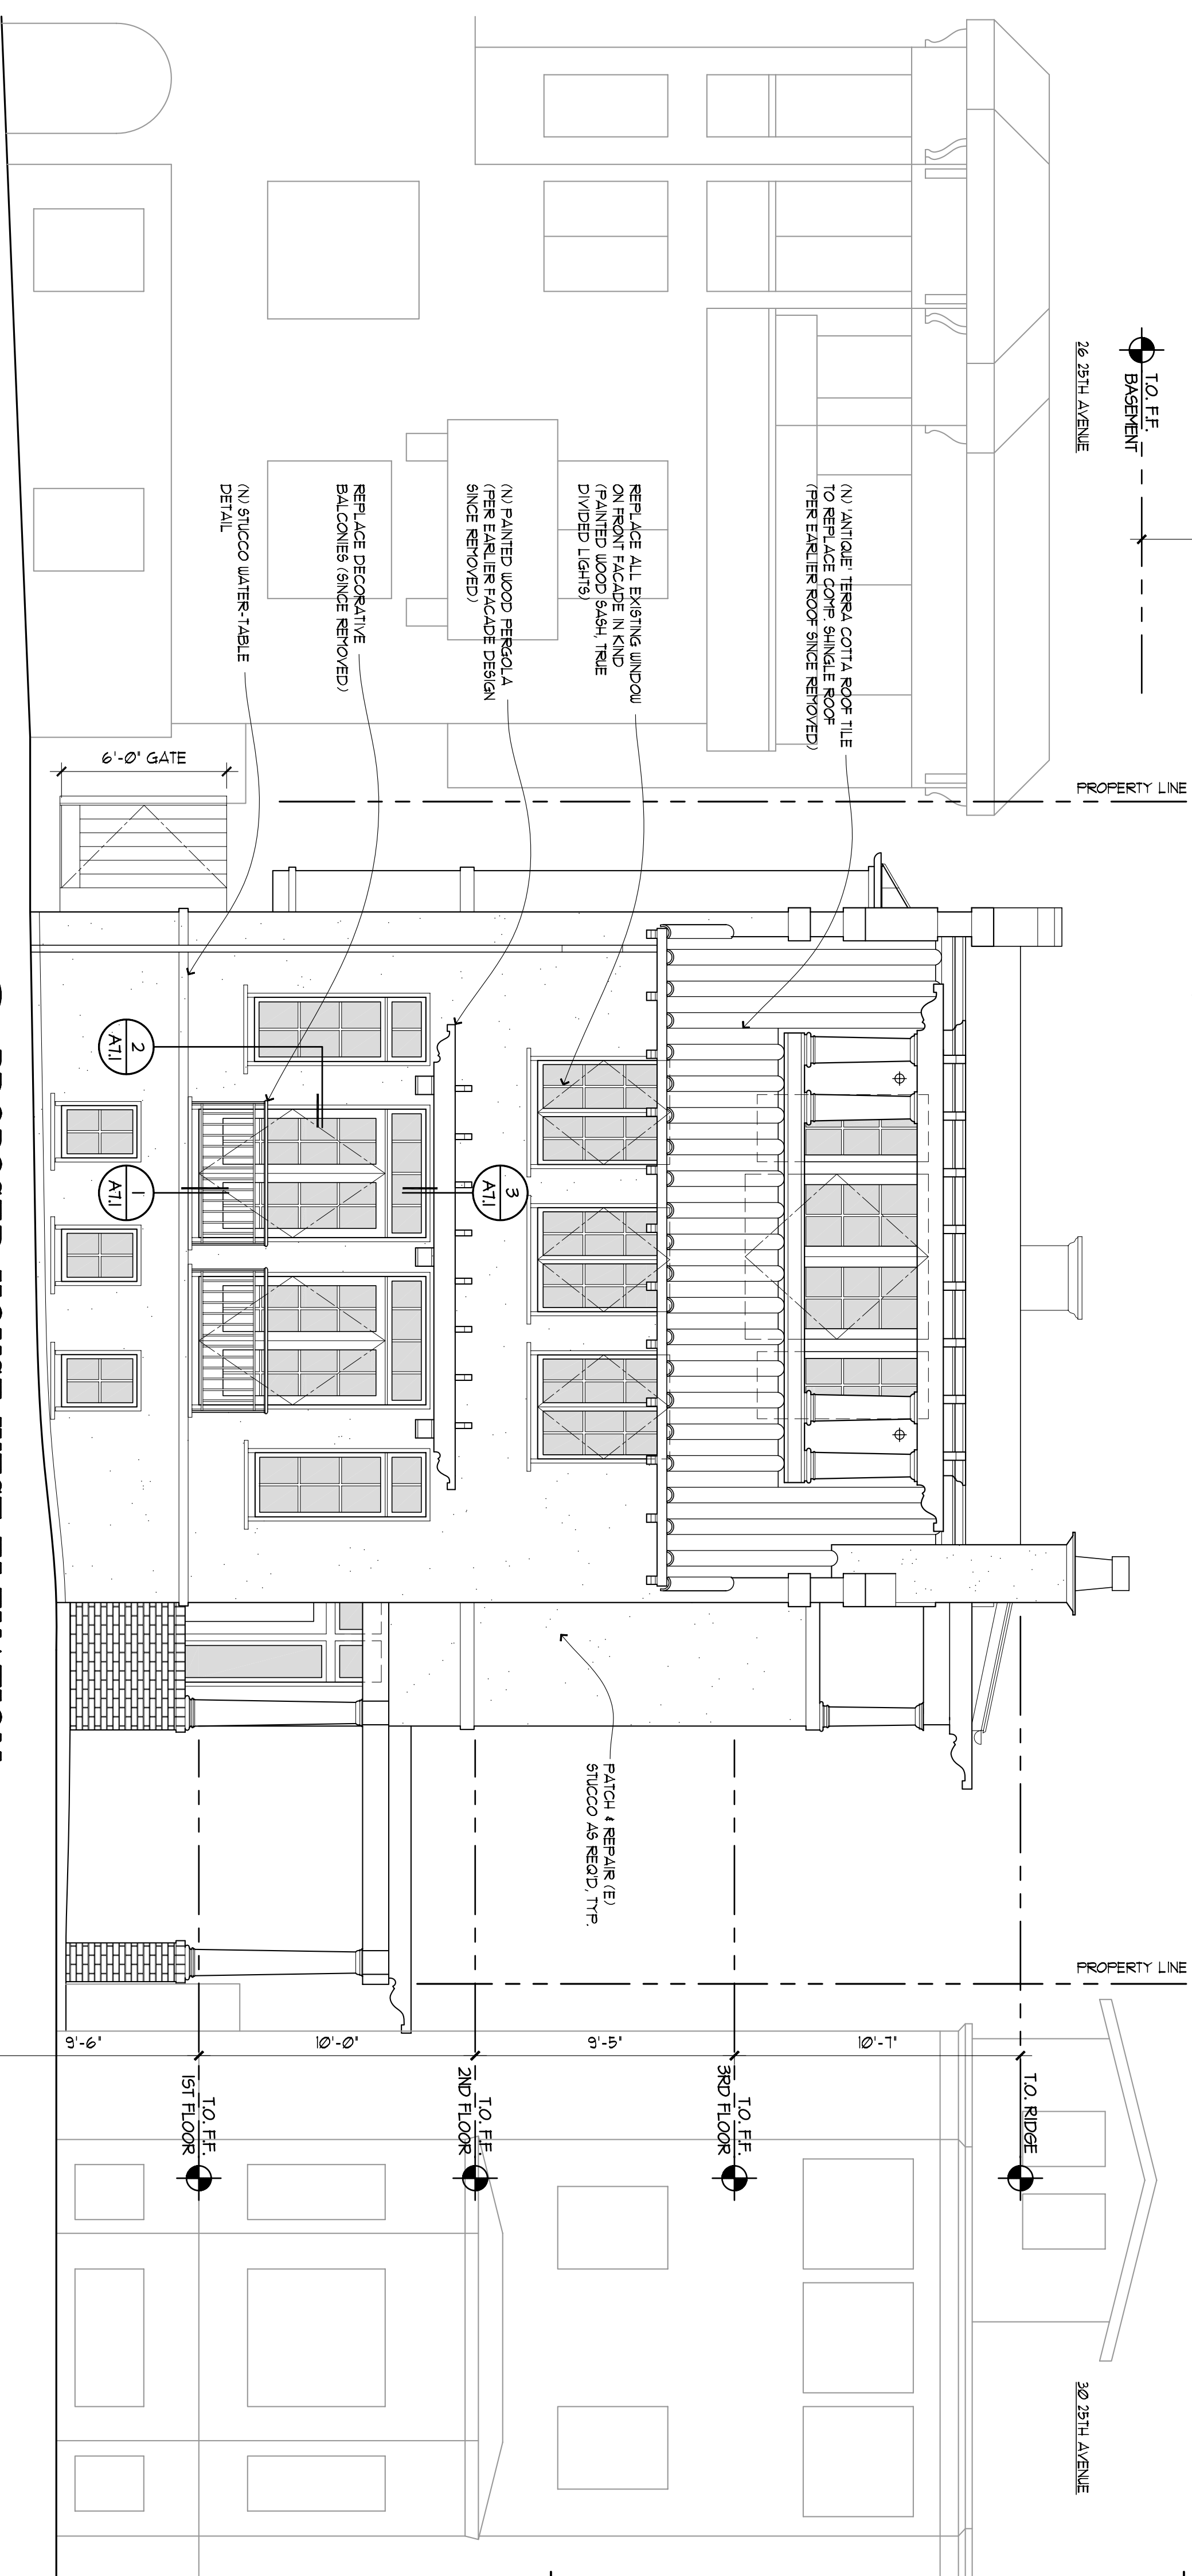 26 25TH AVENUE
T.O. F.F.
BASEMENT
(N) 'ANTIQUE' TERRA COTTA ROOF TILE
TO REPLACE COMP. SHINGLE ROOF
(PER EARLIER ROOF SINCE REMOVED)
REPLACE ALL EXISTING WINDOW
ON FRONT FACADE IN KIND
(PAINTED WOOD SASH, TRUE
DIVIDED LIGHTS)
(N) PAINTED WOOD PERGOLA
(PER EARLIER FACADE DESIGN
SINCE REMOVED)
REPLACE DECORATIVE
BALCONIES (SINCE REMOVED)
(N) STUCCO WATER-TABLE
DETAIL
6'-0" GATE
PROPERTY LINE
2
A7.1
1
A7.1
3
A7.1
PATCH & REPAIR (E)
STUCCO AS REQ'D, TYP.
PROPERTY LINE
10'-7"
9'-5"
10'-0"
9'-6"
T.O. RIDGE
T.O. F.F.
3RD FLOOR
T.O. F.F.
2ND FLOOR
T.O. F.F.
1ST FLOOR
30 25TH AVENUE